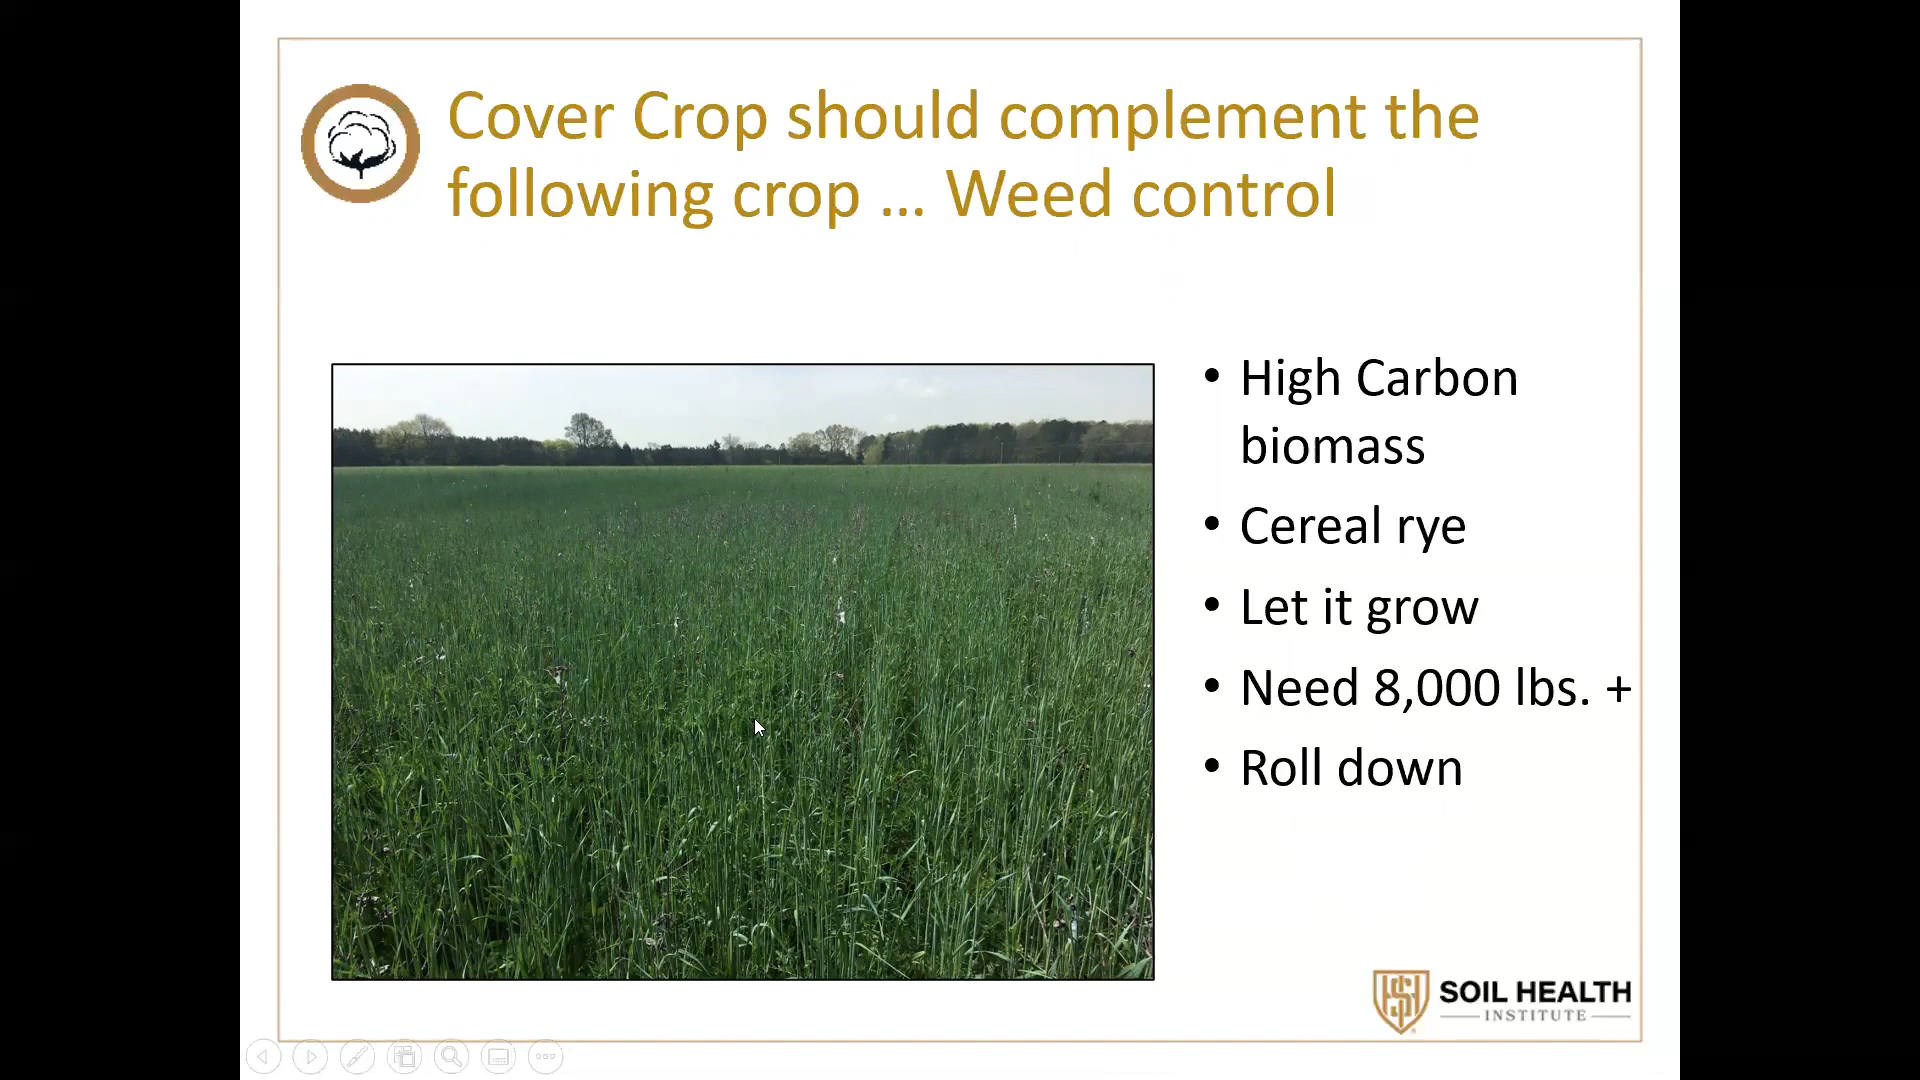 Cover Crop should complement the
following crop ... Weed control
• High Carbon
biomass
• Cereal rye
• Let it grow
• Need 8,000 lbs. +
• Roll down
SOIL HEALTH
INSTITUTE